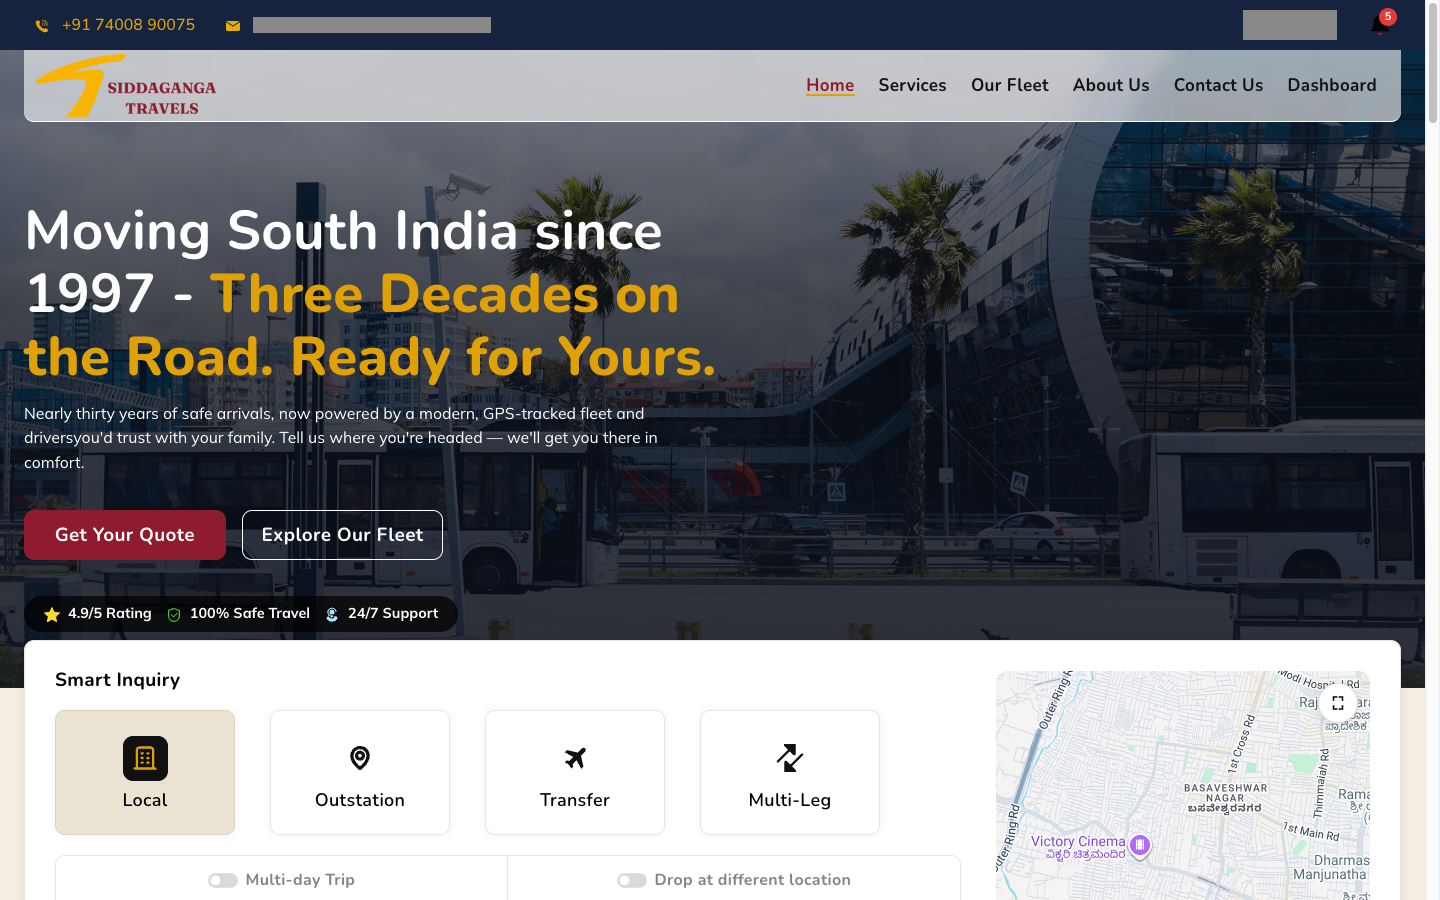 +91 74008 90075
5
SIDDAGANGA
TRAVELS
Home
Services
Our Fleet
About Us
Contact Us
Dashboard
Moving South India since
1997 - Three Decades on
the Road. Ready for Yours.
Nearly thirty years of safe arrivals, now powered by a modern, GPS-tracked fleet and
driversyou'd trust with your family. Tell us where you're headed — we'll get you there in
comfort.
Get Your Quote
Explore Our Fleet
4.9/5 Rating
100% Safe Travel
24/7 Support
Smart Inquiry
Local
Outstation
Transfer
Multi-Leg
Multi-day Trip
Drop at different location
Outer Ring R
Modi Hospital Rd
1st Cross Rd
Thimmaiah Rd
BASAVESHWAR
NAGAR
ಬಸವೇಶ್ವರನಗರ
Rama
1st Main Rd
Outer Ring Rd
Victory Cinema
ವಿಕ್ಟರಿ ಚಿತ್ರಮಂದಿರ
Dharmas
Manjunatha